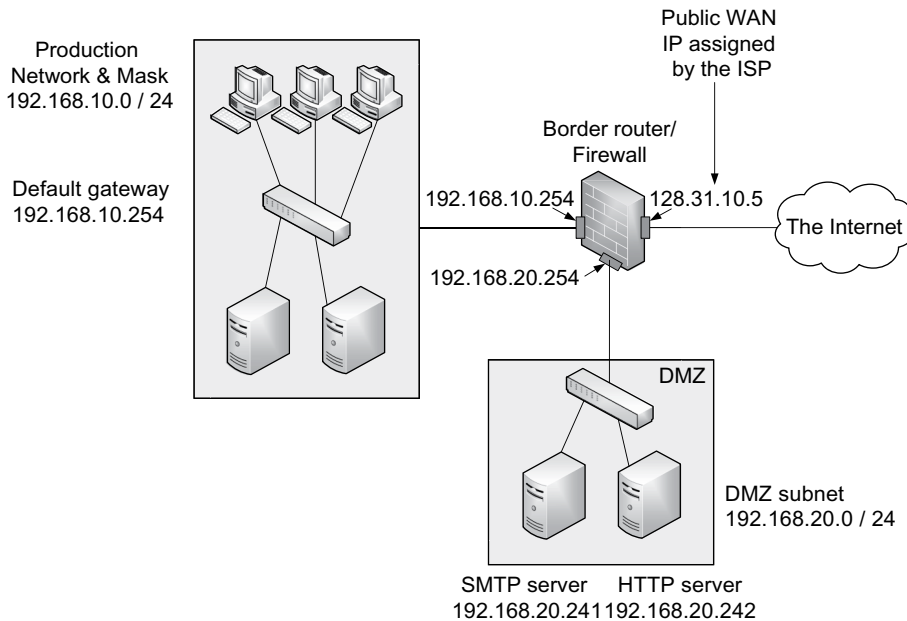 Production
Network & Mask
192.168.10.0 / 24
Default gateway
192.168.10.254
Public WAN
IP assigned
by the ISP
Border router/
Firewall
192.168.10.254
128.31.10.5
192.168.20.254
The Internet
DMZ
DMZ subnet
192.168.20.0 / 24
SMTP server
192.168.20.241
HTTP server
192.168.20.242